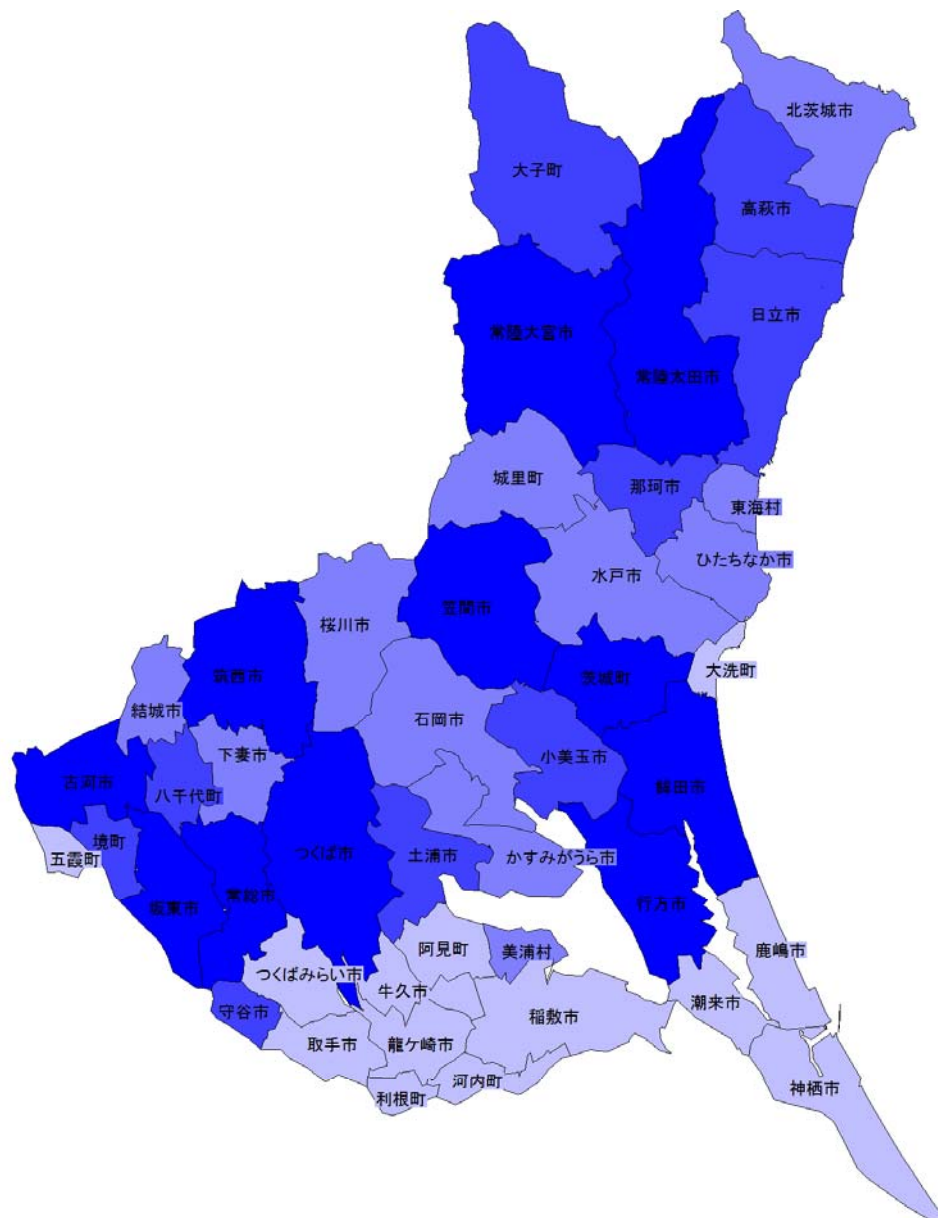 北茨城市
大子町
高萩市
日立市
常陸大宮市
常陸太田市
城里町
那珂市
東海村
ひたちなか市
水戸市
笠間市
桜川市
筑西市
茨城町
大洗町
結城市
石岡市
下妻市
小美玉市
古河市
八千代町
鉾田市
境町
五霞町
つくば市
土浦市
かすみがうら市
坂東市
常総市
行方市
阿見町
美浦村
鹿嶋市
つくばみらい市
牛久市
潮来市
守谷市
稲敷市
取手市
龍ケ崎市
河内町
利根町
神栖市